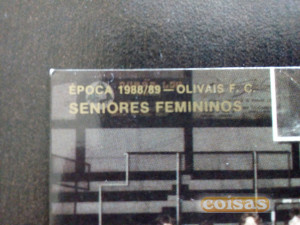 ÉPOCA 1988/89 — OLIVAIS F. C.
SENIORES FEMININOS
coisas